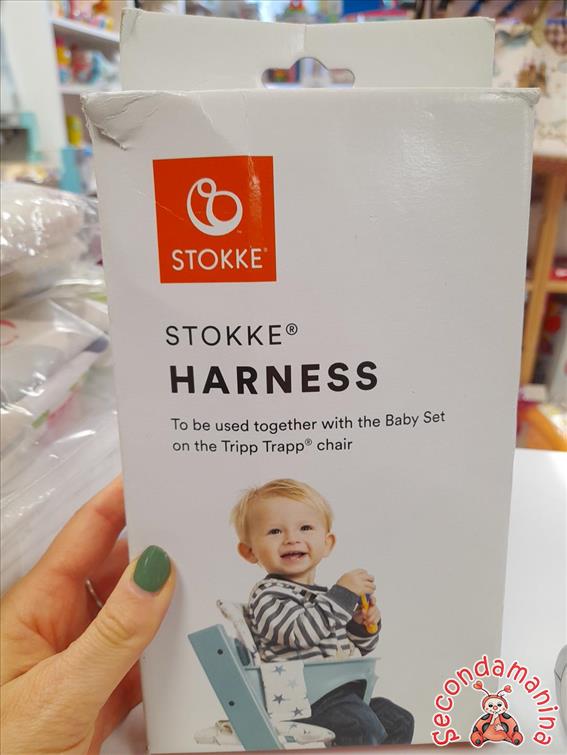 STOKKE®
STOKKE®
HARNESS
To be used together with the Baby Set
on the Tripp Trapp® chair
Secondamanina